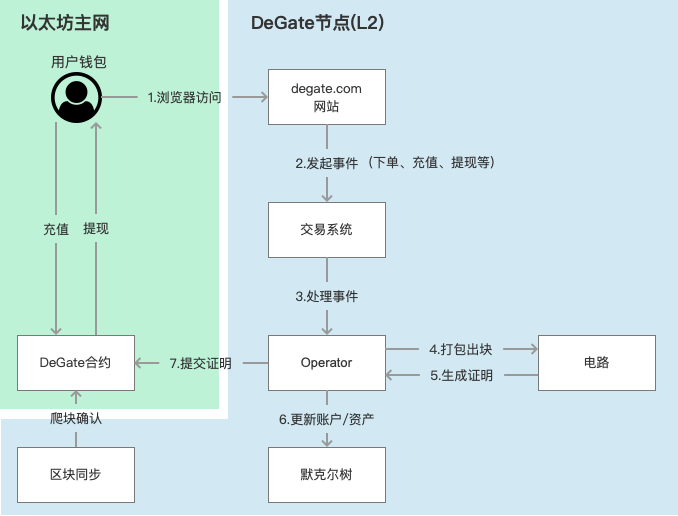 以太坊主网
DeGate节点(L2)
用户钱包
1.浏览器访问
degate.com
网站
2.发起事件 （下单、充值、提现等）
交易系统
充值
提现
3.处理事件
DeGate合约
7.提交证明
Operator
4.打包出块
5.生成证明
电路
爬块确认
6.更新账户/资产
区块同步
默克尔树